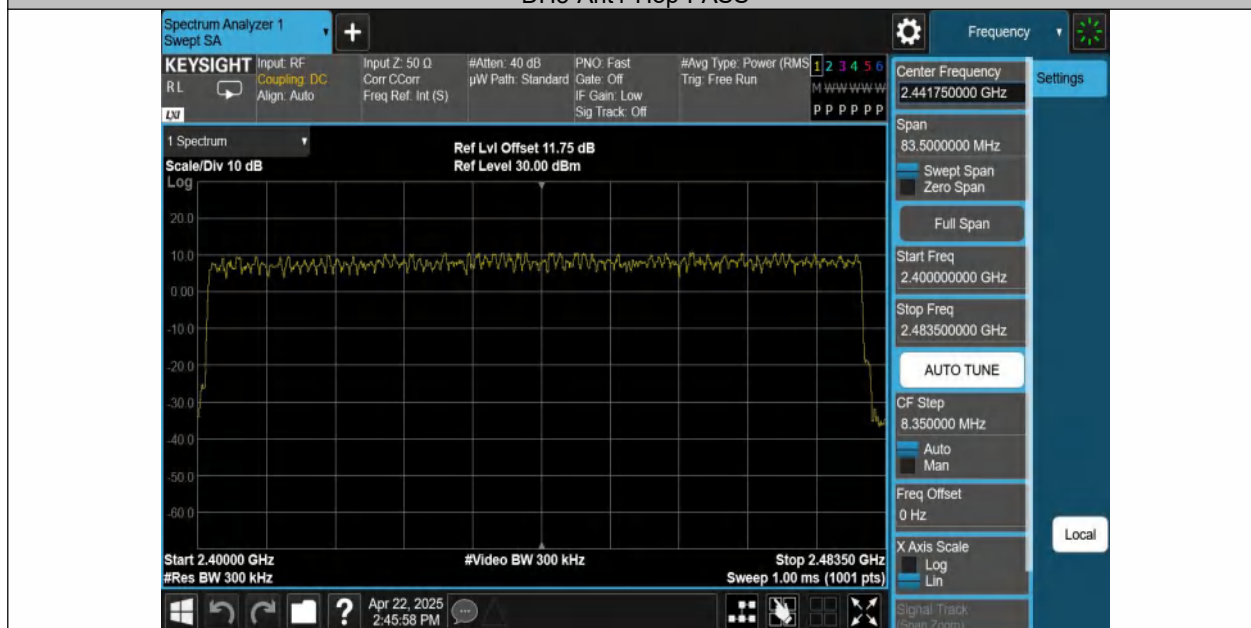 Spectrum Analyzer 1
Swept SA
+
Frequency
KEYSIGHT
RL
LXI
Input: RF
Coupling: DC
Align: Auto
Input Z: 50 Ω
Corr CCorr
Freq Ref: Int (S)
#Atten: 40 dB
µW Path: Standard
PNO: Fast
Gate: Off
IF Gain: Low
Sig Track: Off
#Avg Type: Power (RMS
Trig: Free Run
1 2 3 4 5 6
M W W W W W
P P P P P P
1 Spectrum
Scale/Div 10 dB
Ref Lvl Offset 11.75 dB
Ref Level 30.00 dBm
Log
20.0
10.0
0.00
-10.0
-20.0
-30.0
-40.0
-50.0
-60.0
Start 2.40000 GHz
#Res BW 300 kHz
#Video BW 300 kHz
Stop 2.48350 GHz
Sweep 1.00 ms (1001 pts)
Center Frequency
2.441750000 GHz
Settings
Span
83.5000000 MHz
Swept Span
Zero Span
Full Span
Start Freq
2.400000000 GHz
Stop Freq
2.483500000 GHz
AUTO TUNE
CF Step
8.350000 MHz
Auto
Man
Freq Offset
0 Hz
X Axis Scale
Log
Lin
Local
Signal Track
(Span Zoom)
?
Apr 22, 2025
2:45:58 PM